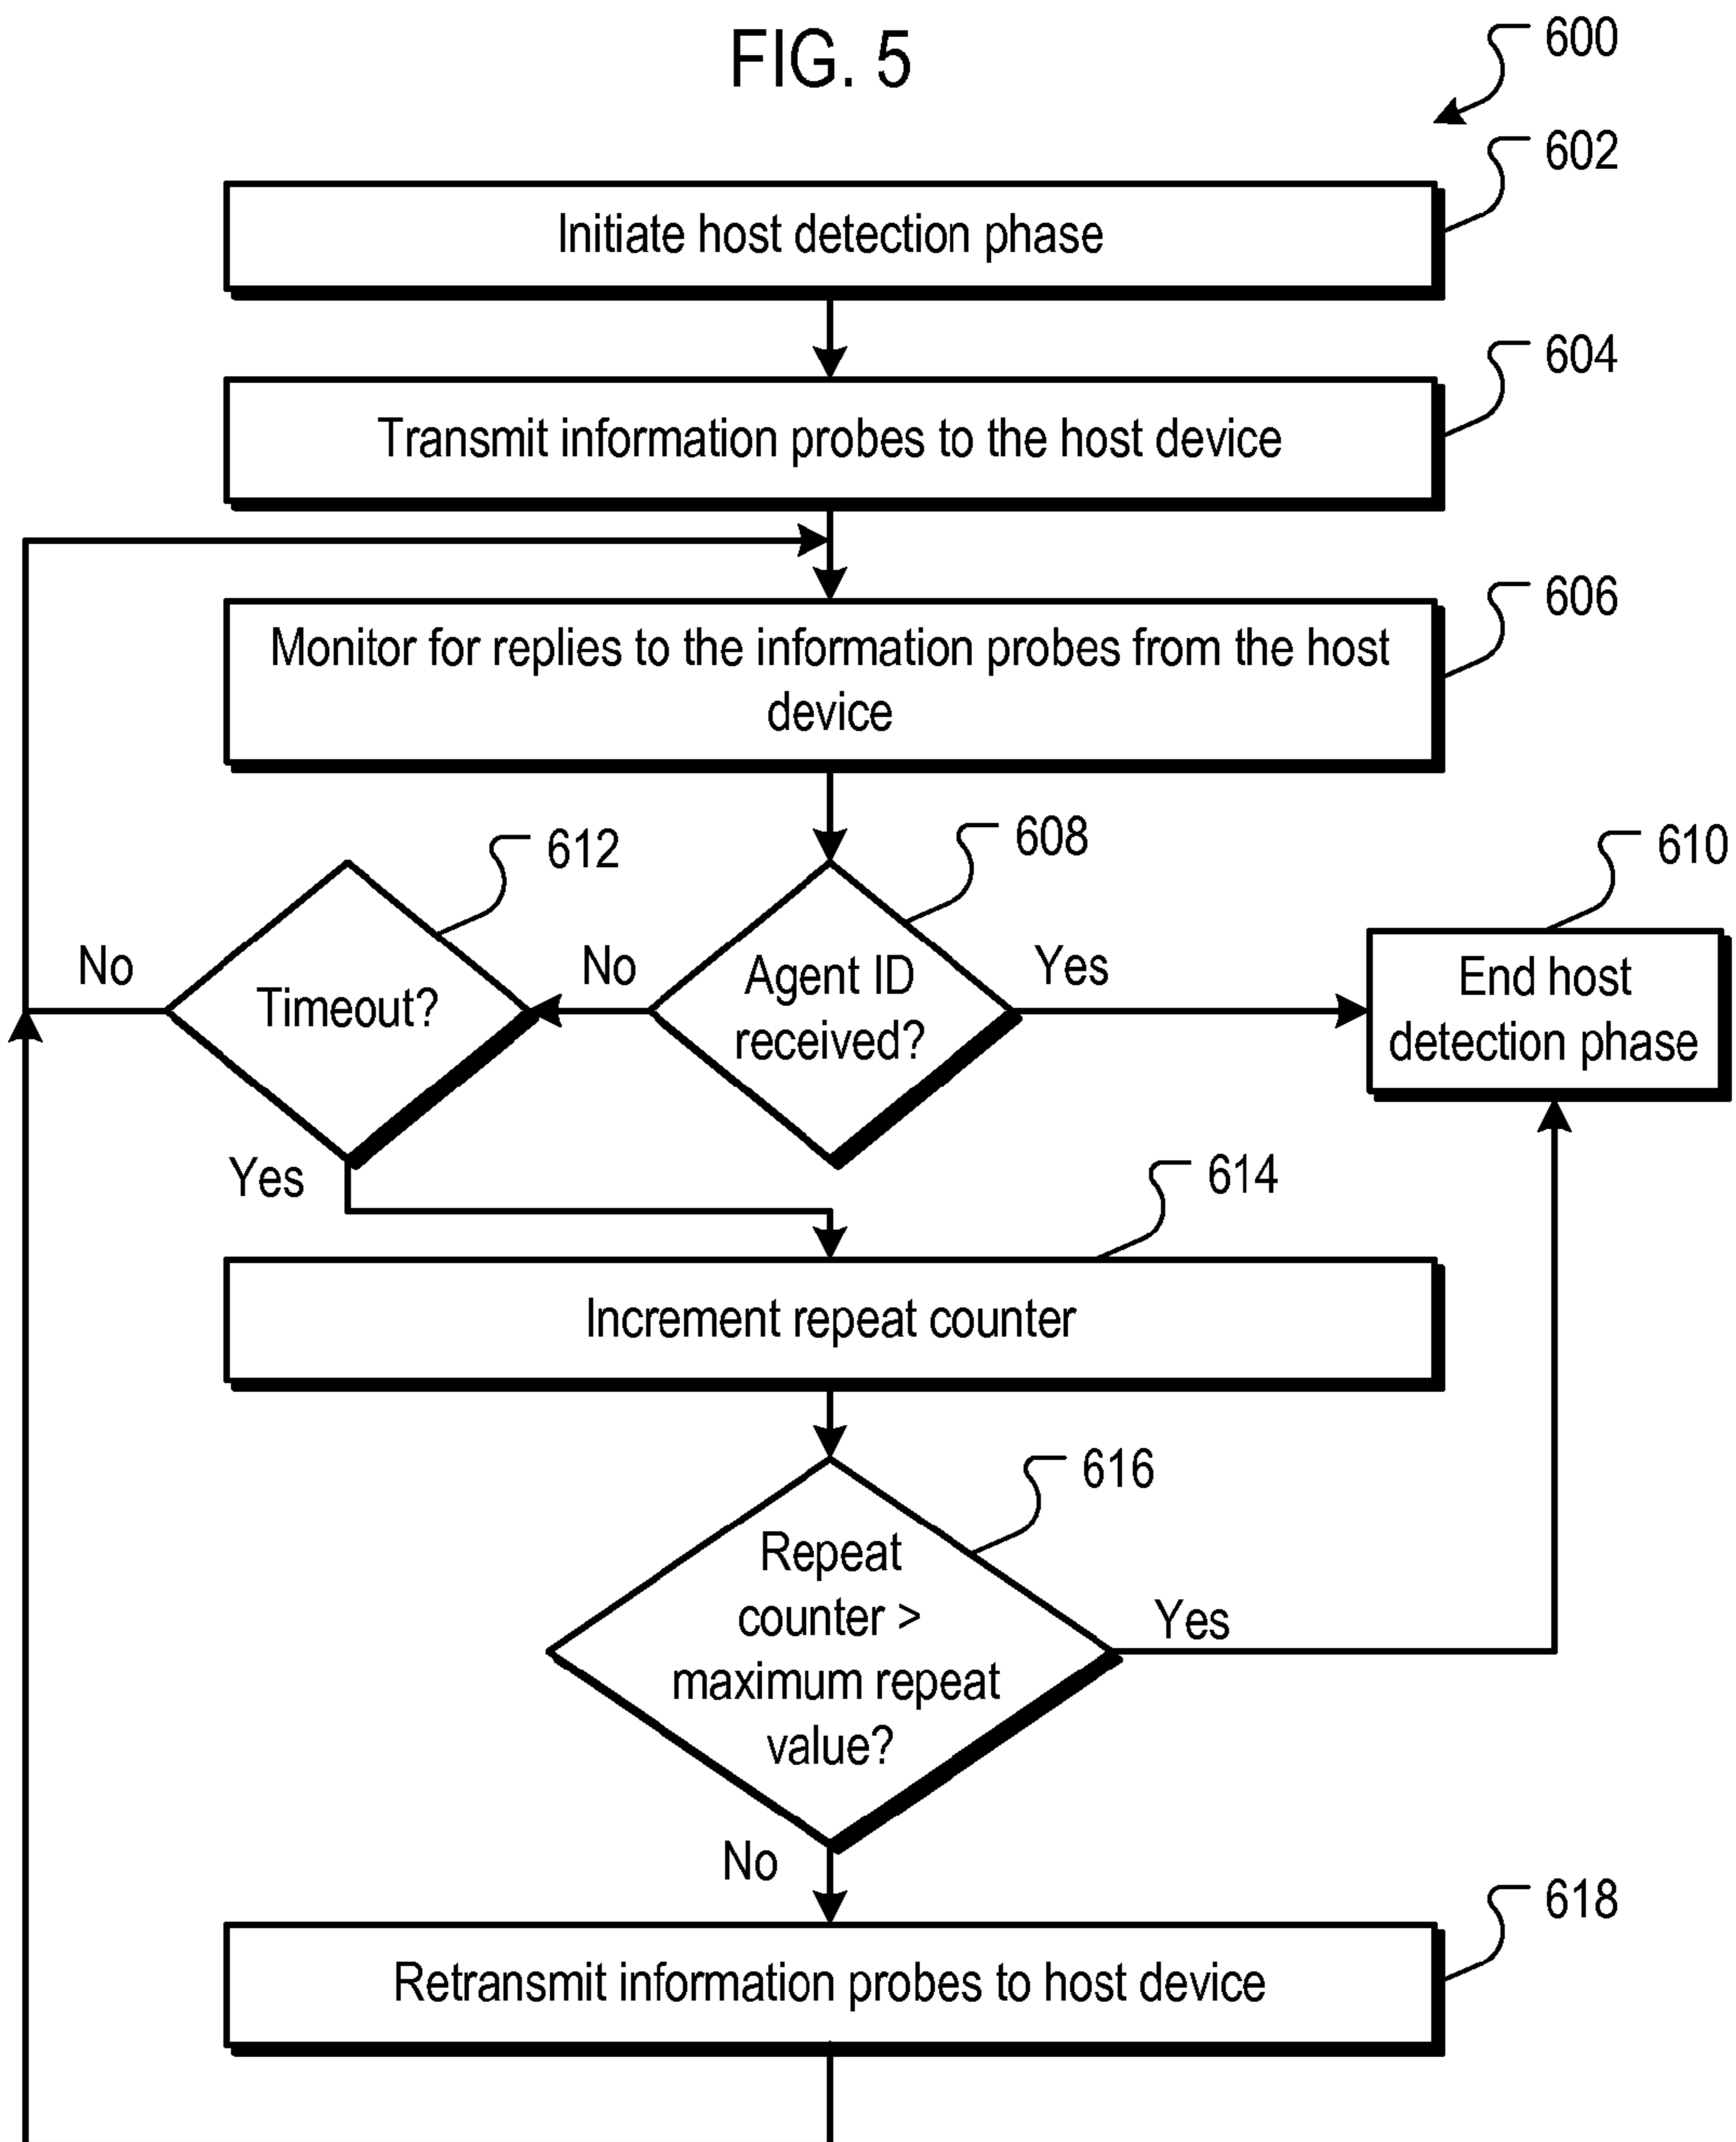 FIG. 5
600
602
Initiate host detection phase
604
Transmit information probes to the host device
606
Monitor for replies to the information probes from the host
device
612
608
610
No
Timeout?
No
Agent ID
received?
Yes
End host
detection phase
Yes
614
Increment repeat counter
616
Repeat
counter >
maximum repeat
value?
Yes
No
618
Retransmit information probes to host device